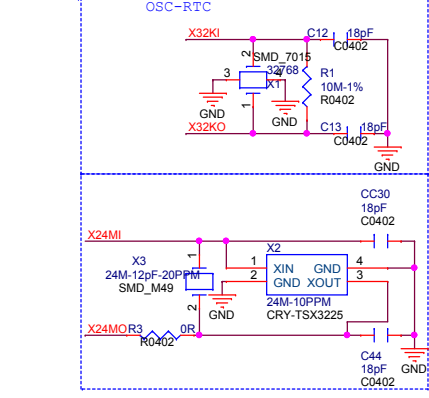 OSC-RTC
X32KI
C12 18pF
C0402
2
SMD_7015
32768
3
4
X1
R1
10M-1%
R0402
GND
GND
1
X32KO
C13 18pF
C0402
GND
CC30
18pF
C0402
X24MI
X3
24M-12pF-20PPM
SMD_M49
1
2
X2
1 XIN GND 4
2 GND XOUT 3
24M-10PPM
CRY-TSX3225
GND
X24MO R3 0R
R0402
C44
18pF
C0402
GND